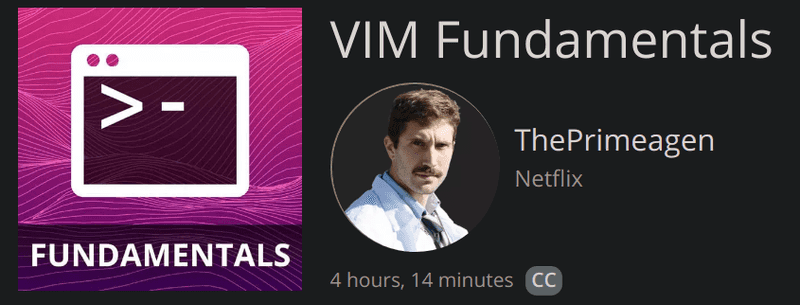 VIM Fundamentals
>-
FUNDAMENTALS
ThePrimeagen
Netflix
4 hours, 14 minutes CC